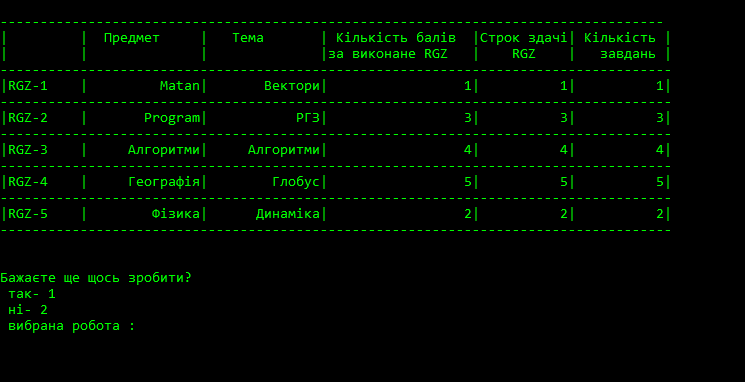 -----------------------------------------------------------------------------------
|         |  Предмет     |   Тема       | Кількість балів  |Строк здачі| Кількість |
|         |              |              |за виконане RGZ   |    RGZ    |   завдань |
------------------------------------------------------------------------------------
|RGZ-1    |         Matan|       Вектори|                 1|          1|          1|
------------------------------------------------------------------------------------
|RGZ-2    |       Program|           РГЗ|                 3|          3|          3|
------------------------------------------------------------------------------------
|RGZ-3    |     Алгоритми|     Алгоритми|                 4|          4|          4|
------------------------------------------------------------------------------------
|RGZ-4    |     Географія|        Глобус|                 5|          5|          5|
------------------------------------------------------------------------------------
|RGZ-5    |        Фізика|      Динаміка|                 2|          2|          2|
------------------------------------------------------------------------------------
Бажаєте ще щось зробити?
 так- 1
 ні- 2
 вибрана робота :